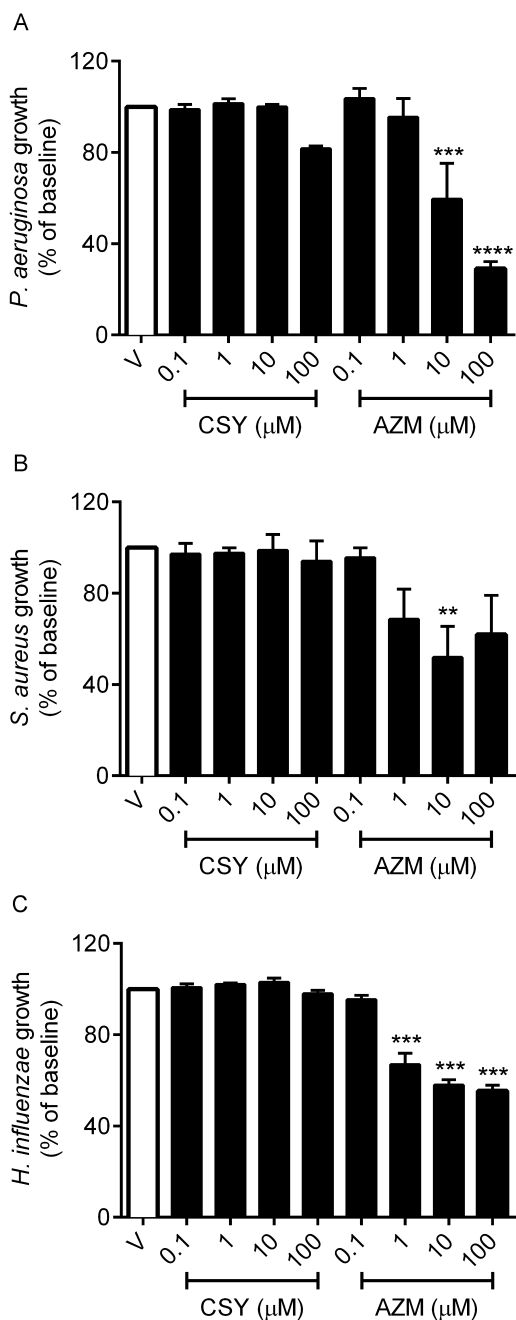 A
P. aeruginosa growth
(% of baseline)
120
80
40
0
***
****
V
0.1
1
10
100
0.1
1
10
100
CSY (μM)
AZM (μM)
B
S. aureus growth
(% of baseline)
120
80
40
0
**
V
0.1
1
10
100
0.1
1
10
100
CSY (μM)
AZM (μM)
C
H. influenzae growth
(% of baseline)
120
80
40
0
***
***
***
V
0.1
1
10
100
0.1
1
10
100
CSY (μM)
AZM (μM)